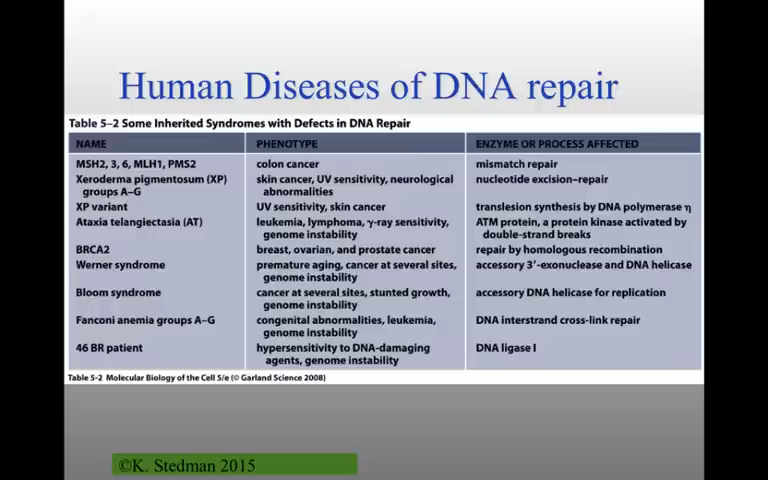 Human Diseases of DNA repair
Table 5–2 Some Inherited Syndromes with Defects in DNA Repair
NAME PHENOTYPE ENZYME OR PROCESS AFFECTED
MSH2, 3, 6, MLH1, PMS2 colon cancer mismatch repair
Xeroderma pigmentosum (XP) skin cancer, UV sensitivity, neurological nucleotide excision–repair
groups A–G abnormalities
XP variant UV sensitivity, skin cancer translesion synthesis by DNA polymerase η
Ataxia telangiectasia (AT) leukemia, lymphoma, γ-ray sensitivity, ATM protein, a protein kinase activated by
genome instability double-strand breaks
BRCA2 breast, ovarian, and prostate cancer repair by homologous recombination
Werner syndrome premature aging, cancer at several sites, accessory 3′-exonuclease and DNA helicase
genome instability
Bloom syndrome cancer at several sites, stunted growth, accessory DNA helicase for replication
genome instability
Fanconi anemia groups A–G congenital abnormalities, leukemia, DNA interstrand cross-link repair
genome instability
46 BR patient hypersensitivity to DNA-damaging DNA ligase I
agents, genome instability
Table 5-2 Molecular Biology of the Cell 5/e (© Garland Science 2008)
©K. Stedman 2015